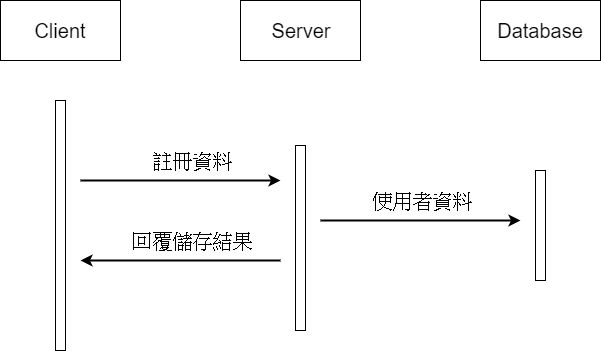 Client
Server
Database
註冊資料
使用者資料
回覆儲存結果